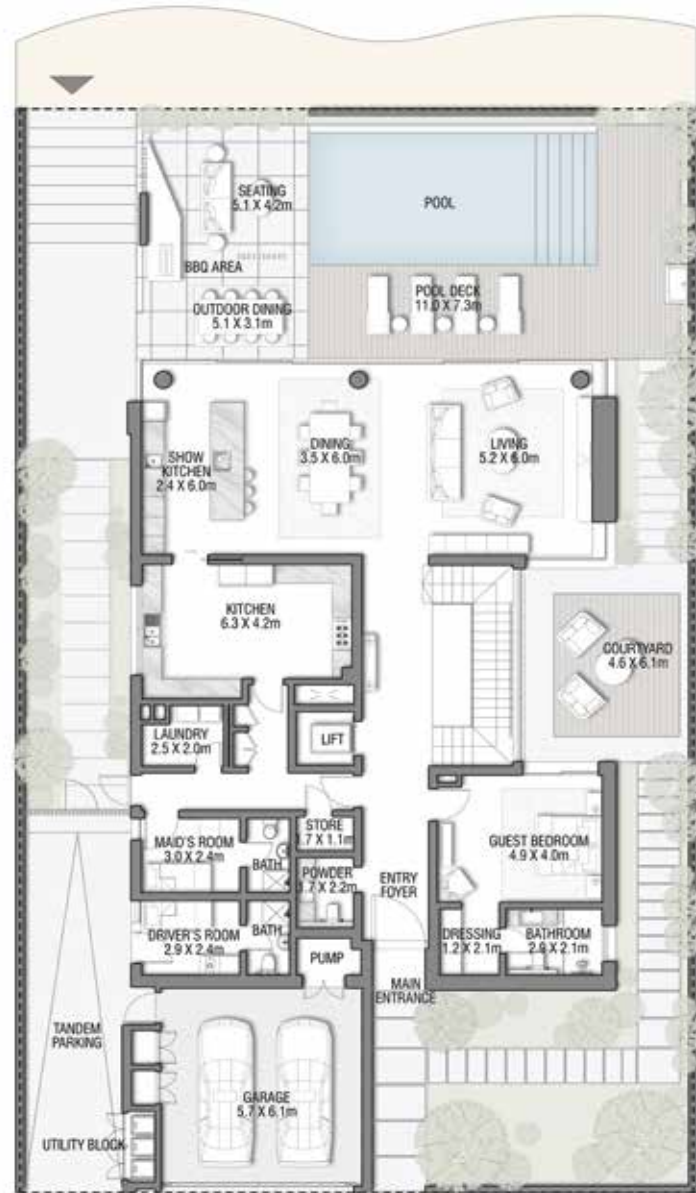 SEATING
5.1 X 4.2m
POOL
BBQ AREA
OUTDOOR DINING
5.1 X 3.1m
POOL DECK
11.0 X 7.3m
SHOW
KITCHEN
2.4 X 6.0m
DINING
3.5 X 6.0m
LIVING
5.2 X 6.0m
KITCHEN
6.3 X 4.2m
COURTYARD
4.6 X 6.1m
LAUNDRY
2.5 X 2.0m
LIFT
MAID'S ROOM
3.0 X 2.4m
BATH
STORE
1.7 X 1.1m
POWDER
1.7 X 2.2m
ENTRY
FOYER
GUEST BEDROOM
4.9 X 4.0m
DRIVER'S ROOM
2.9 X 2.4m
BATH
DRESSING
1.2 X 2.1m
BATHROOM
2.9 X 2.1m
PUMP
MAIN
ENTRANCE
TANDEM
PARKING
GARAGE
5.7 X 6.1m
UTILITY BLOCK